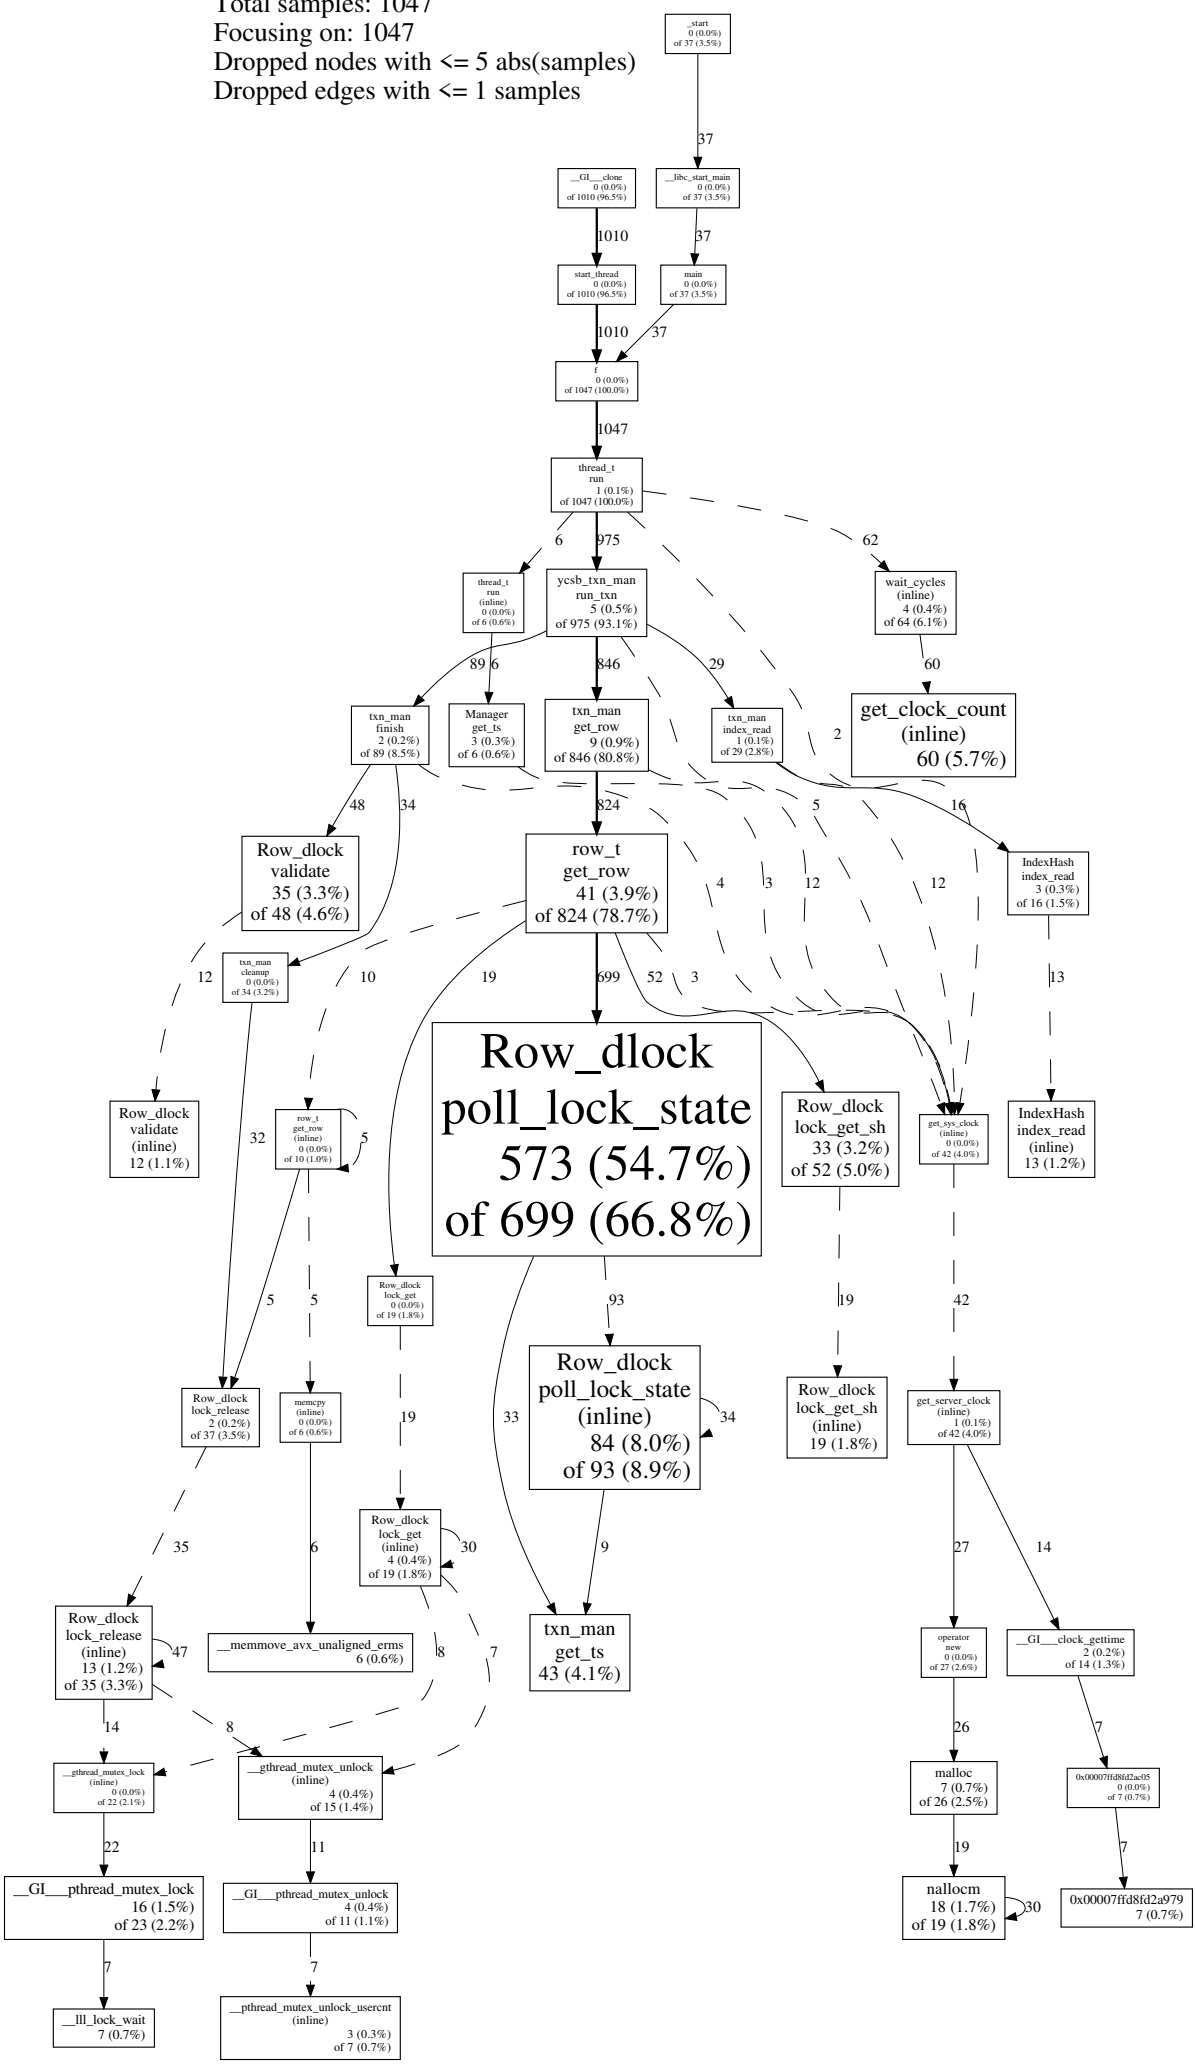 Total samples: 1047
Focusing on: 1047
Dropped nodes with <= 5 abs(samples)
Dropped edges with <= 1 samples
_start
0 (0.0%)
of 37 (3.5%)
37
__GI___clone
0 (0.0%)
of 1010 (96.5%)
__libc_start_main
0 (0.0%)
of 37 (3.5%)
1010
37
start_thread
0 (0.0%)
of 1010 (96.5%)
main
0 (0.0%)
of 37 (3.5%)
1010
37
f
0 (0.0%)
of 1047 (100.0%)
1047
thread_t
run
1 (0.1%)
of 1047 (100.0%)
6
975
62
thread_t
run
(inline)
0 (0.0%)
of 6 (0.6%)
ycsb_txn_man
run_txn
5 (0.5%)
of 975 (93.1%)
wait_cycles
(inline)
4 (0.4%)
of 64 (6.1%)
89
6
846
29
60
2
txn_man
finish
2 (0.2%)
of 89 (8.5%)
Manager
get_ts
3 (0.3%)
of 6 (0.6%)
txn_man
get_row
9 (0.9%)
of 846 (80.8%)
txn_man
index_read
1 (0.1%)
of 29 (2.8%)
get_clock_count
(inline)
60 (5.7%)
48
34
824
5
16
Row_dlock
validate
35 (3.3%)
of 48 (4.6%)
row_t
get_row
41 (3.9%)
of 824 (78.7%)
4
3
12
12
IndexHash
index_read
3 (0.3%)
of 16 (1.5%)
12
txn_man
cleanup
0 (0.0%)
of 34 (3.2%)
10
19
699
52
3
13
Row_dlock
validate
(inline)
12 (1.1%)
32
row_t
get_row
(inline)
0 (0.0%)
of 10 (1.0%)
5
Row_dlock
poll_lock_state
573 (54.7%)
of 699 (66.8%)
Row_dlock
lock_get_sh
33 (3.2%)
of 52 (5.0%)
get_sys_clock
(inline)
0 (0.0%)
of 42 (4.0%)
IndexHash
index_read
(inline)
13 (1.2%)
5
5
Row_dlock
lock_get
0 (0.0%)
of 19 (1.8%)
93
19
42
Row_dlock
lock_release
2 (0.2%)
of 37 (3.5%)
memcpy
(inline)
0 (0.0%)
of 6 (0.6%)
19
33
Row_dlock
poll_lock_state
(inline)
84 (8.0%)
of 93 (8.9%)
34
Row_dlock
lock_get_sh
(inline)
19 (1.8%)
get_server_clock
(inline)
1 (0.1%)
of 42 (4.0%)
35
6
Row_dlock
lock_get
(inline)
4 (0.4%)
of 19 (1.8%)
30
9
27
14
Row_dlock
lock_release
(inline)
13 (1.2%)
of 35 (3.3%)
47
__memmove_avx_unaligned_erms
6 (0.6%)
8
7
txn_man
get_ts
43 (4.1%)
operator
new
0 (0.0%)
of 27 (2.6%)
__GI___clock_gettime
2 (0.2%)
of 14 (1.3%)
14
8
26
7
__gthread_mutex_lock
(inline)
0 (0.0%)
of 22 (2.1%)
__gthread_mutex_unlock
(inline)
4 (0.4%)
of 15 (1.4%)
malloc
7 (0.7%)
of 26 (2.5%)
0x00007ffd8fd2ac05
0 (0.0%)
of 7 (0.7%)
22
11
19
7
__GI___pthread_mutex_lock
16 (1.5%)
of 23 (2.2%)
__GI___pthread_mutex_unlock
4 (0.4%)
of 11 (1.1%)
nallocm
18 (1.7%)
of 19 (1.8%)
30
0x00007ffd8fd2a979
7 (0.7%)
7
7
__lll_lock_wait
7 (0.7%)
__pthread_mutex_unlock_usercnt
(inline)
3 (0.3%)
of 7 (0.7%)